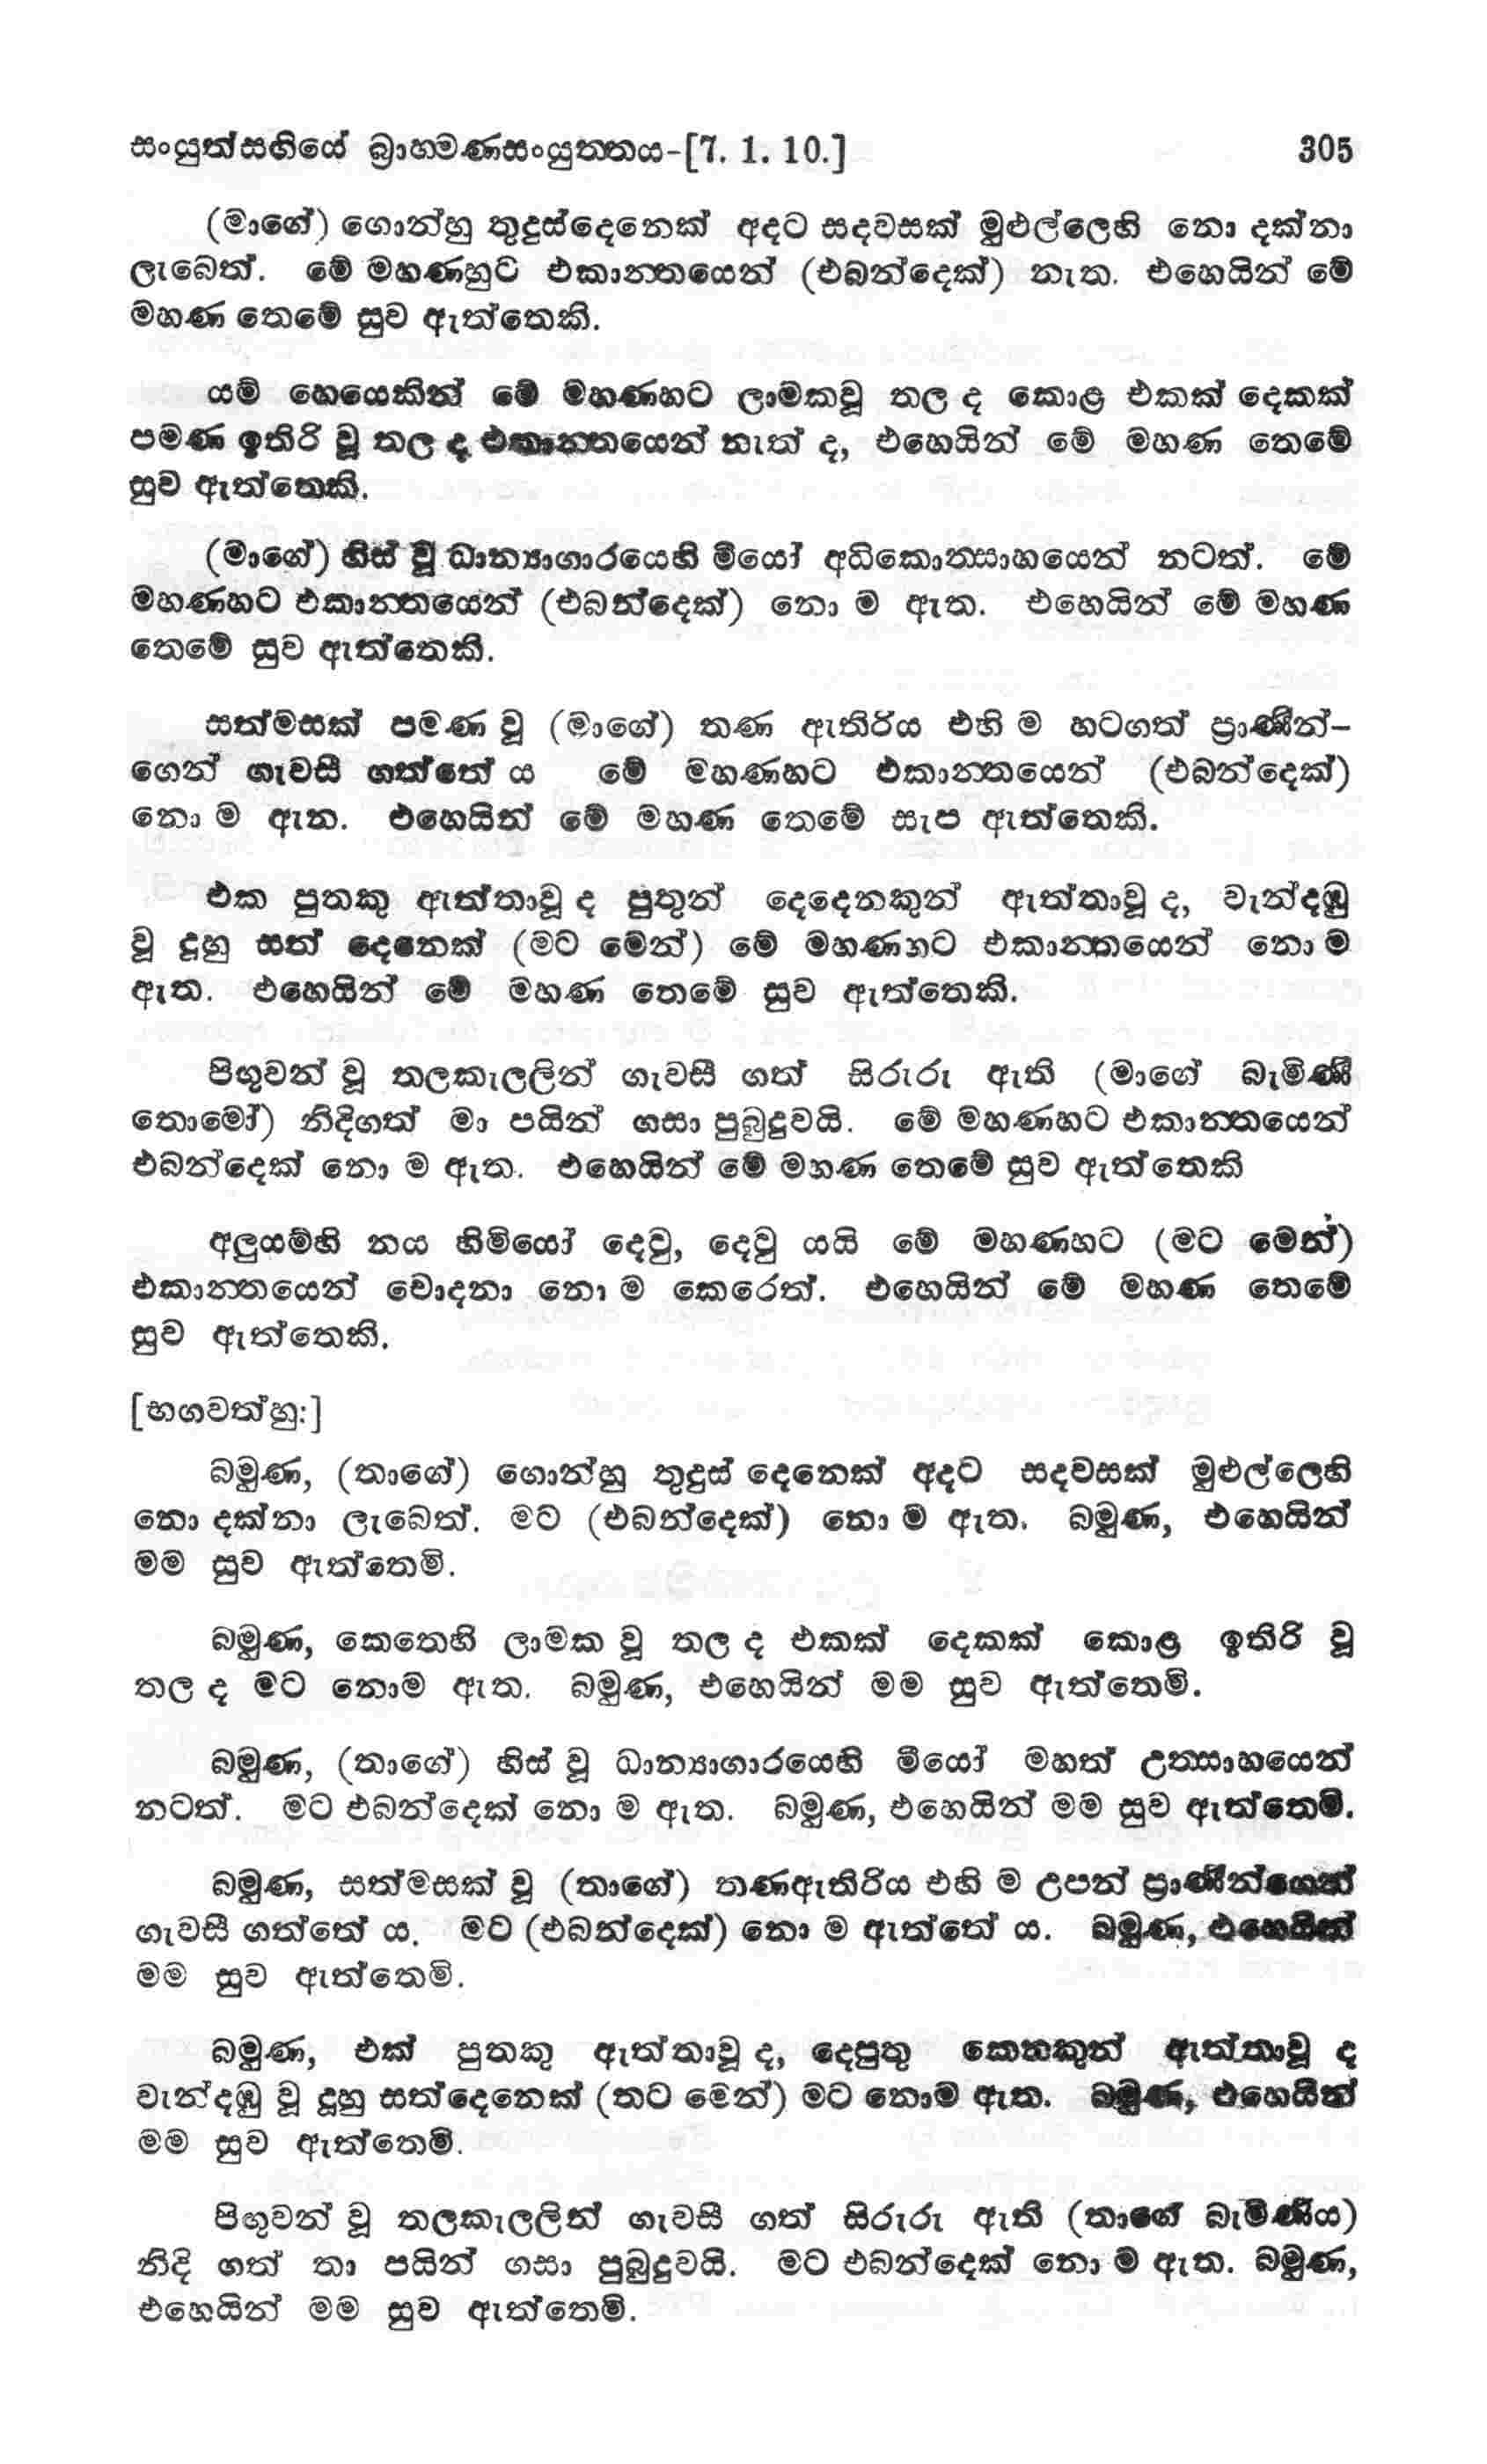 සංයුත්සඟියේ බ්‍රාහමණසංයුත්තය-[7. 1. 10.] 305
(මාගේ) ගොන්හු තුදුස්දෙනෙක් අදට සදවසක් මුළුල්ලෙහි නො දක්නා
ලැබෙත්. මේ මහණහුට එකාන්තයෙන් (එබන්දෙක්) නැත. එහෙයින් මේ
මහණ තෙමේ සුව ඇත්තෙකි.
යම් හෙයෙකින් මේ මහණහට ලාමකවූ තල ද කොළ එකක් දෙකක්
පමණ ඉතිරි වූ තල ද එකාන්තයෙන් නැත් ද, එහෙයින් මේ මහණ තෙමේ
සුව ඇත්තෙකි.
(මාගේ) හිස් වූ ධාන්‍යාගාරයෙහි මීයෝ අධිකොත්සාහයෙන් නටත්. මේ
මහණහට එකාන්තයෙන් (එබන්දෙක්) නො ම ඇත. එහෙයින් මේ මහණ
තෙමේ සුව ඇත්තෙකි.
සත්මසක් පමණ වූ (මාගේ) තණ ඇතිරිය එහි ම හටගත් ප්‍රාණීන්-
ගෙන් ගැවසී ගත්තේ ය මේ මහණහට එකාන්තයෙන් (එබන්දෙක්)
නො ම ඇත. එහෙයින් මේ මහණ තෙමේ සැප ඇත්තෙකි.
එක පුතකු ඇත්තාවූ ද පුතුන් දෙදෙනකුන් ඇත්තාවූ ද, වැන්දඹු
වූ දූහු සත් දෙනෙක් (මට මෙන්) මේ මහණහට එකාන්තයෙන් නො ම
ඇත. එහෙයින් මේ මහණ තෙමේ සුව ඇත්තෙකි.
පිඟුවන් වූ තලකැලලින් ගැවසී ගත් සිරුරු ඇති (මාගේ බැමිණී
තොමෝ) නිදිගත් මා පයින් ගසා පුබුදුවයි. මේ මහණහට එකාන්තයෙන්
එබන්දෙක් නො ම ඇත. එහෙයින් මේ මහණ තෙමේ සුව ඇත්තෙකි
අලුයම්හි නය හිමියෝ දෙවු, දෙවු යයි මේ මහණහට (මට මෙන්)
එකාන්තයෙන් චොදනා නො ම කෙරෙත්. එහෙයින් මේ මහණ තෙමේ
සුව ඇත්තෙකි.
[භගවත්හු:]
බමුණ, (තාගේ) ගොන්හු තුදුස් දෙනෙක් අදට සදවසක් මුළුල්ලෙහි
නො දක්නා ලැබෙත්. මට (එබන්දෙක්) නො ම ඇත. බමුණ, එහෙයින්
මම සුව ඇත්තෙමි.
බමුණ, කෙතෙහි ලාමක වූ තල ද එකක් දෙකක් කොළ ඉතිරි වූ
තල ද මට නොම ඇත. බමුණ, එහෙයින් මම සුව ඇත්තෙමි.
බමුණ, (තාගේ) හිස් වූ ධාන්‍යාගාරයෙහි මීයෝ මහත් උත්සාහයෙන්
නටත්. මට එබන්දෙක් නො ම ඇත. බමුණ, එහෙයින් මම සුව ඇත්තෙමි.
බමුණ, සත්මසක් වූ (තාගේ) තණඇතිරිය එහි ම උපන් ප්‍රාණීන්ගෙන්
ගැවසී ගත්තේ ය. මට (එබන්දෙක්) නො ම ඇත්තේ ය. බමුණ, එහෙයින්
මම සුව ඇත්තෙමි.
බමුණ, එක් පුතකු ඇත්තාවූ ද, දෙපුතු කෙනකුන් ඇත්තාවූ ද
වැන්දඹු වූ දූහු සත්දෙනෙක් (තට මෙන්) මට නොම ඇත. බමුණ, එහෙයින්
මම සුව ඇත්තෙමි.
පිඟුවන් වූ තලකැලලින් ගැවසී ගත් සිරුරු ඇති (තාගේ බැමිණිය)
නිදි ගත් තා පයින් ගසා පුබුදුවයි. මට එබන්දෙක් නො ම ඇත. බමුණ,
එහෙයින් මම සුව ඇත්තෙමි.